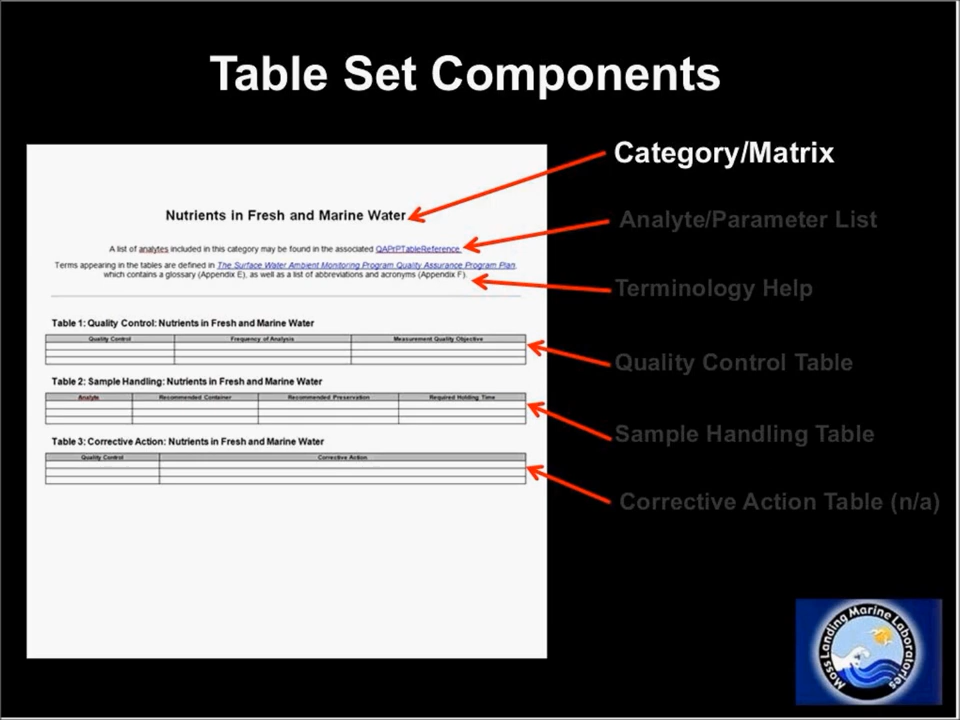 Table Set Components
Category/Matrix
Analyte/Parameter List
Terminology Help
Quality Control Table
Sample Handling Table
Corrective Action Table (n/a)
Nutrients in Fresh and Marine Water
A list of analytes included in this category may be found in the associated QAPrPTableReference.
Terms appearing in the tables are defined in The Surface Water Ambient Monitoring Program Quality Assurance Program Plan,
which contains a glossary (Appendix E), as well as a list of abbreviations and acronyms (Appendix F).
Table 1: Quality Control: Nutrients in Fresh and Marine Water
Quality Control Frequency of Analysis Measurement Quality Objective
Table 2: Sample Handling: Nutrients in Fresh and Marine Water
Analyte Recommended Container Recommended Preservation Required Holding Time
Table 3: Corrective Action: Nutrients in Fresh and Marine Water
Quality Control Corrective Action
Moss Landing Marine Laboratories